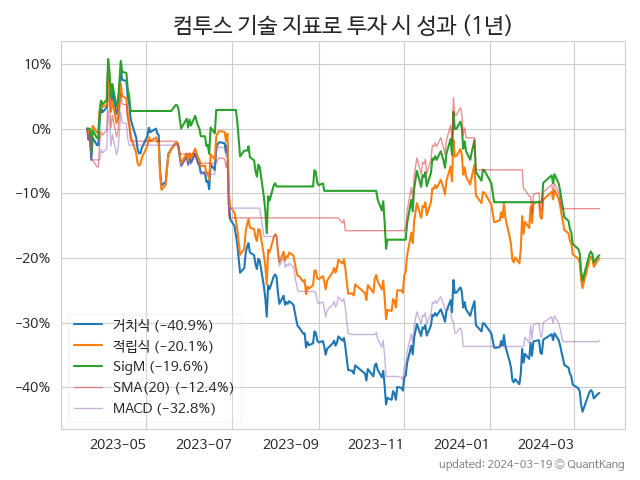 컴투스 기술 지표로 투자 시 성과 (1년)
10%
0%
−10%
−20%
−30%
−40%
거치식 (−40.9%)
적립식 (−20.1%)
SigM (−19.6%)
SMA(20) (−12.4%)
MACD (−32.8%)
2023-05 2023-07 2023-09 2023-11 2024-01 2024-03
updated: 2024-03-19 © QuantKang